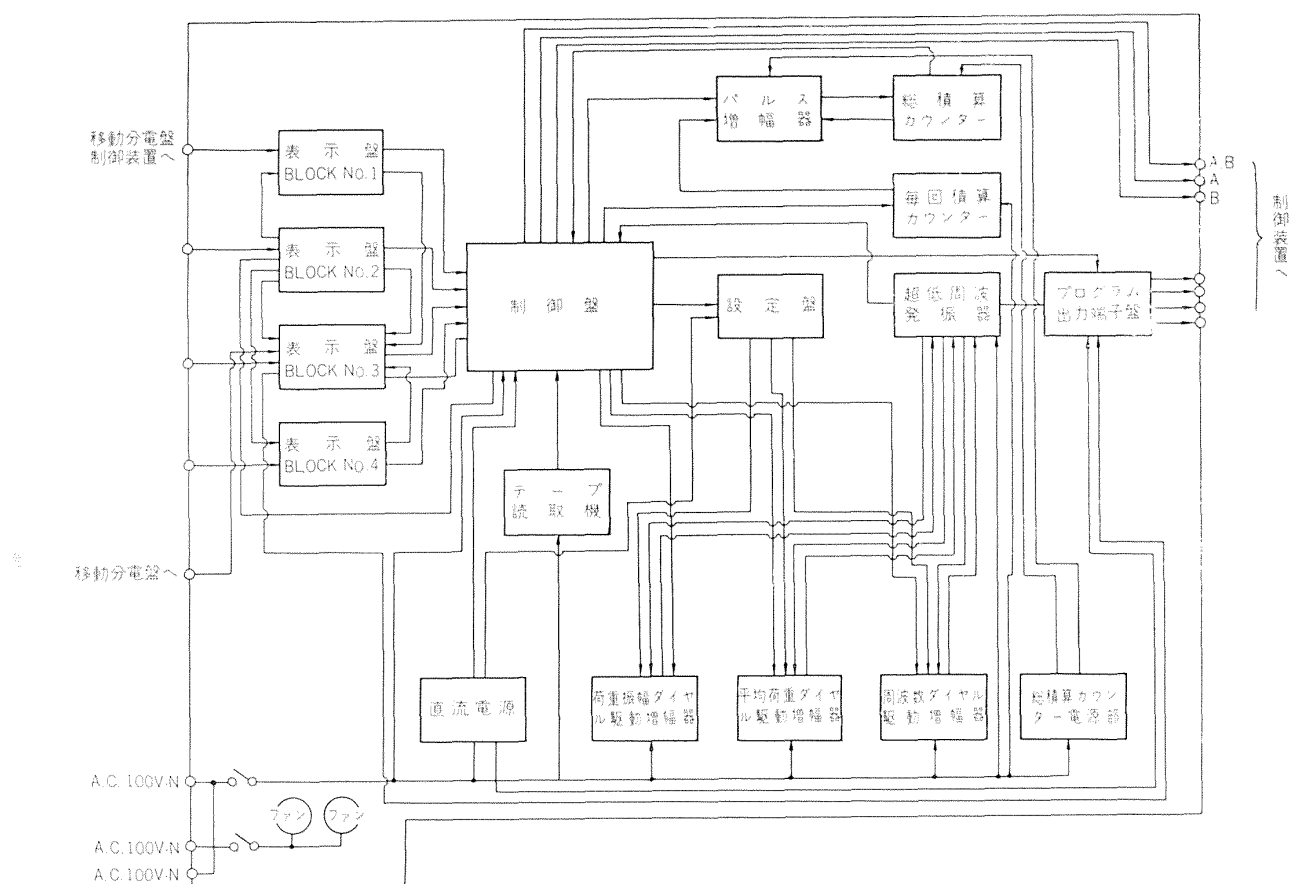 パルス
増幅器
総積算
カウンター
移動分電盤
制御装置へ
表示盤
BLOCK No.1
A B
A
B
毎回積算
カウンター
制御装置へ
表示盤
BLOCK No.2
制御盤
設定盤
超低周波
発振器
プログラム
出力端子盤
表示盤
BLOCK No.3
表示盤
BLOCK No.4
テープ
読取機
移動分電盤へ
直流電源
荷重振幅ダイヤ
ル駆動増幅器
平均荷重ダイヤ
ル駆動増幅器
周波数ダイヤル
駆動増幅器
総積算カウン
ター電源部
A.C. 100V-N
ファン
ファン
A.C. 100V-N
A.C. 100V-N